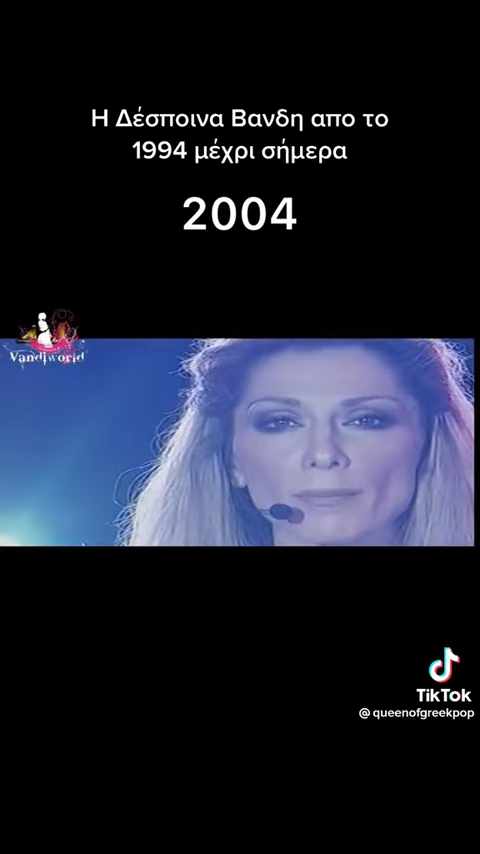 Η Δέσποινα Βανδη απο το
1994 μέχρι σήμερα
2004
Vandiworld
TikTok
@ queenofgreekpop